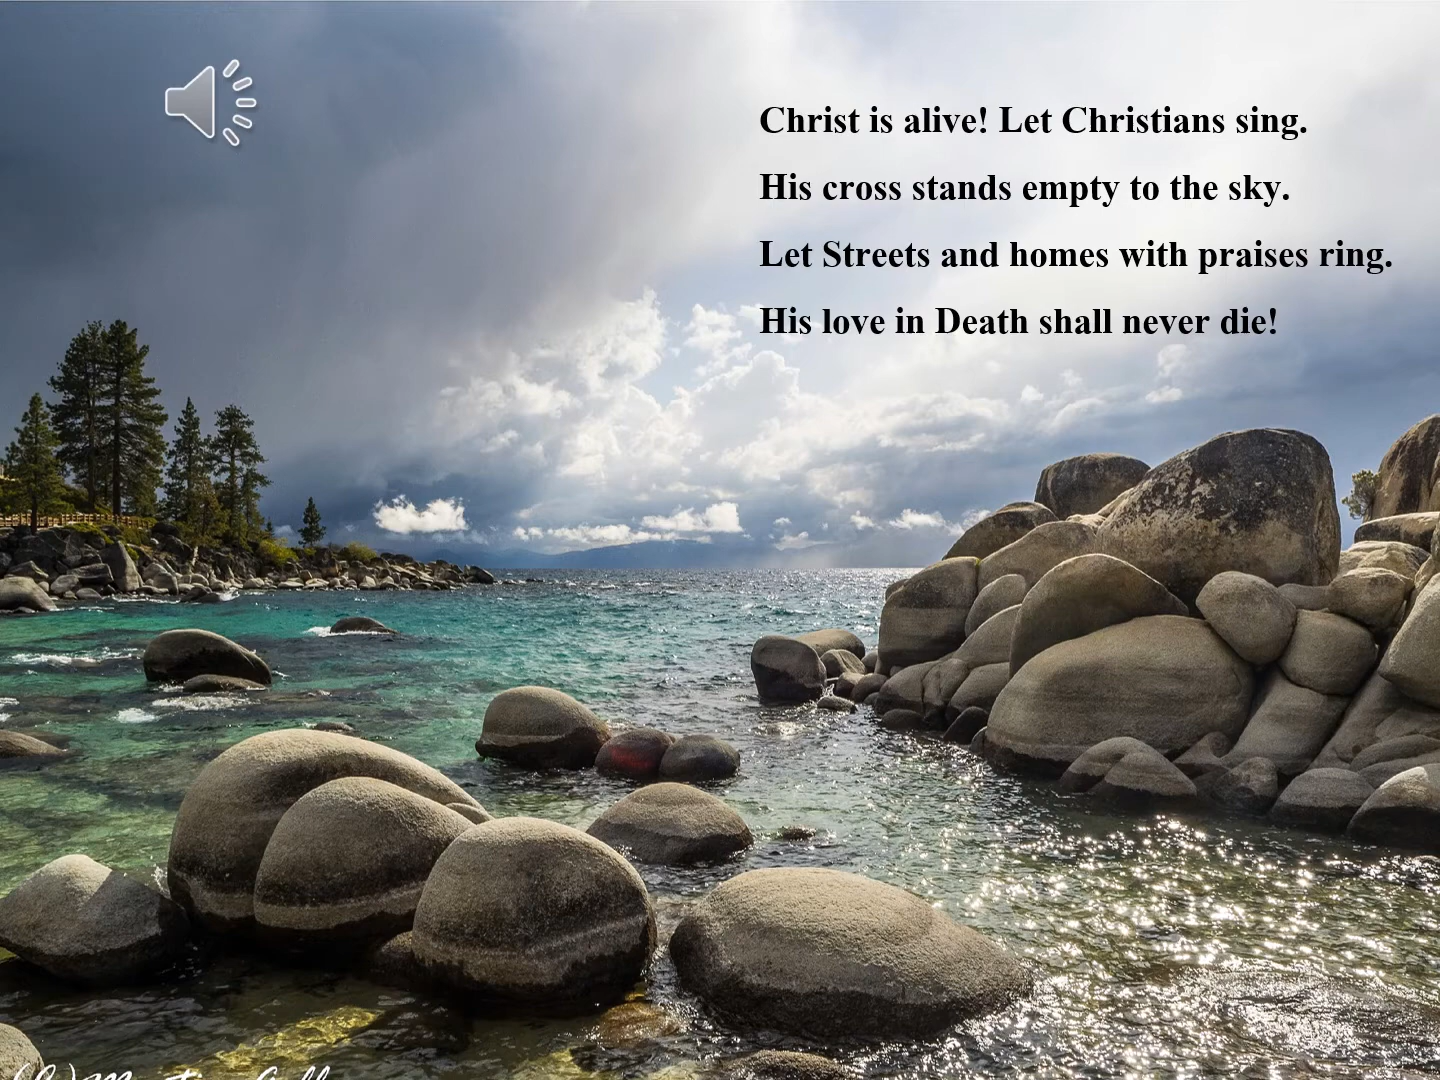 Christ is alive! Let Christians sing.
His cross stands empty to the sky.
Let Streets and homes with praises ring.
His love in Death shall never die!